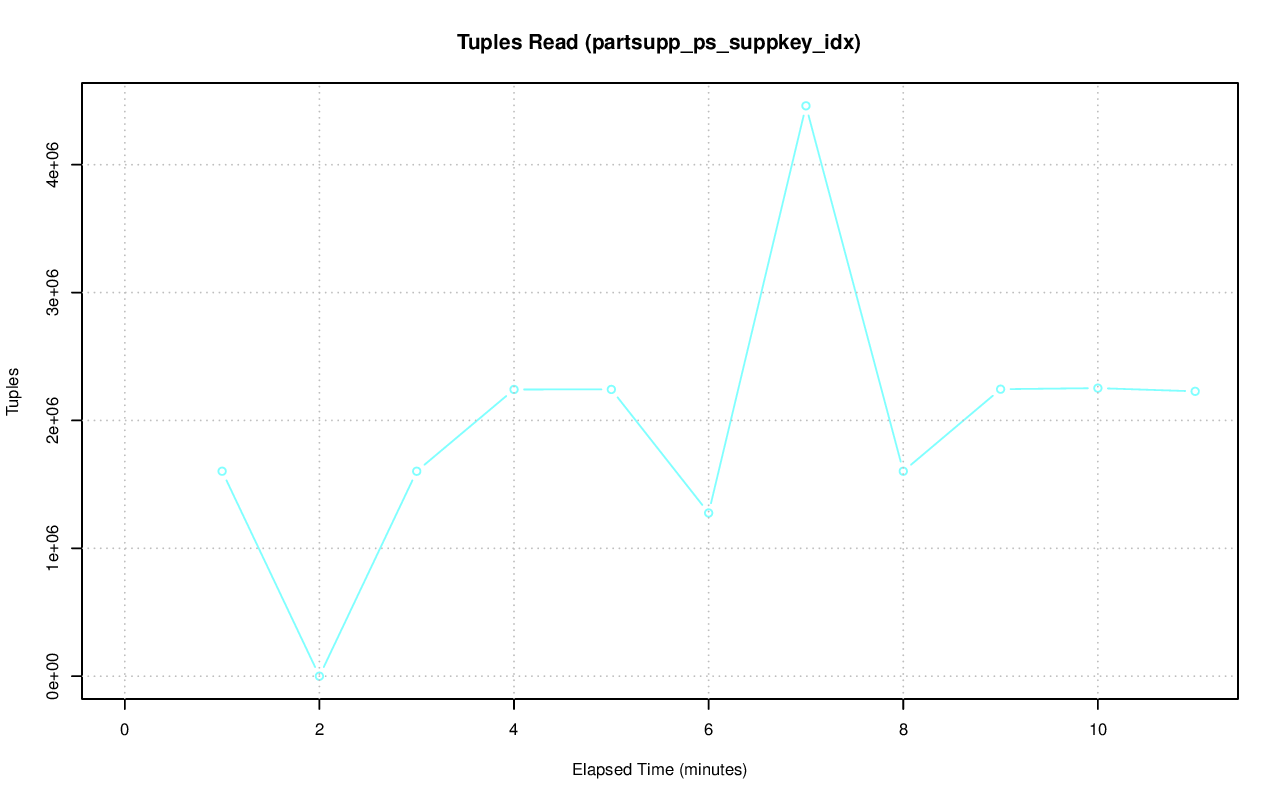 Tuples Read (partsupp_ps_suppkey_idx)
Tuples
4e+06
3e+06
2e+06
1e+06
0e+00
0 2 4 6 8 10
Elapsed Time (minutes)